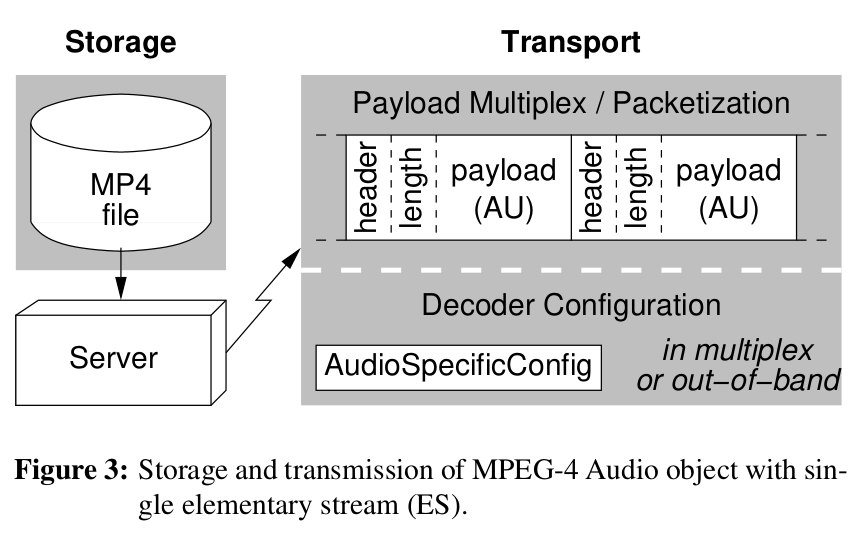 Storage
Transport
Payload Multiplex / Packetization
MP4
file
header
length
payload
(AU)
header
length
payload
(AU)
Server
Decoder Configuration
AudioSpecificConfig
in multiplex
or out−of−band
Figure 3: Storage and transmission of MPEG-4 Audio object with sin-
gle elementary stream (ES).